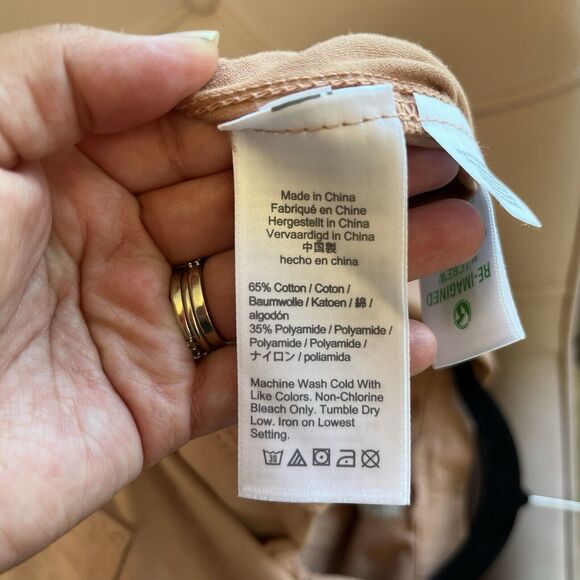 Made in China
Fabriqué en Chine
Hergestellt in China
Vervaardigd in China
中国製
hecho en china
65% Cotton / Coton /
Baumwolle / Katoen / 綿 /
algodón
35% Polyamide / Polyamide /
Polyamide / Polyamide /
ナイロン / poliamida
Machine Wash Cold With
Like Colors. Non-Chlorine
Bleach Only. Tumble Dry
Low. Iron on Lowest
Setting.
30
RE-IMAGINED
J.CREW